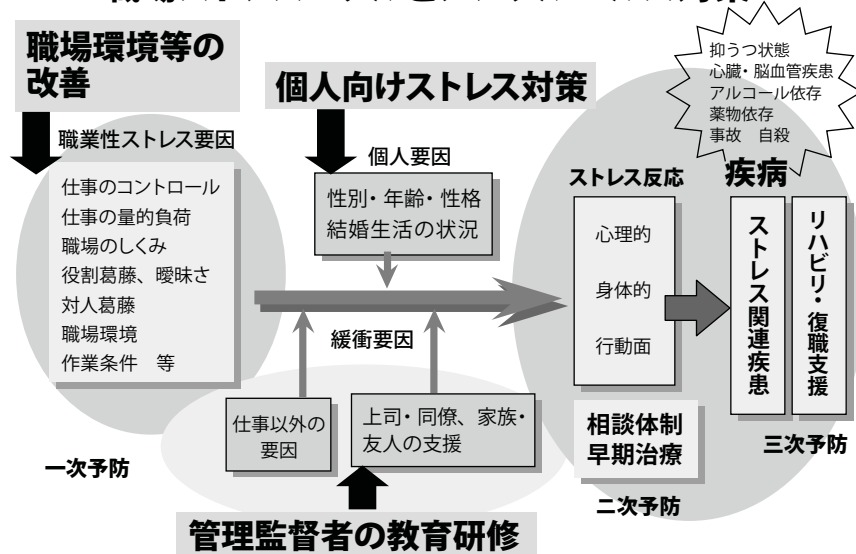 職場環境等の
改善
個人向けストレス対策
抑うつ状態
心臓・脳血管疾患
アルコール依存
薬物依存
事故　自殺
職業性ストレス要因
仕事のコントロール
仕事の量的負荷
職場のしくみ
役割葛藤、曖昧さ
対人葛藤
職場環境
作業条件　等
個人要因
性別・年齢・性格
結婚生活の状況
緩衝要因
仕事以外の
要因
上司・同僚、家族・
友人の支援
ストレス反応
心理的
身体的
行動面
疾病
ストレス関連疾患
リハビリ・復職支援
相談体制
早期治療
一次予防
二次予防
三次予防
管理監督者の教育研修